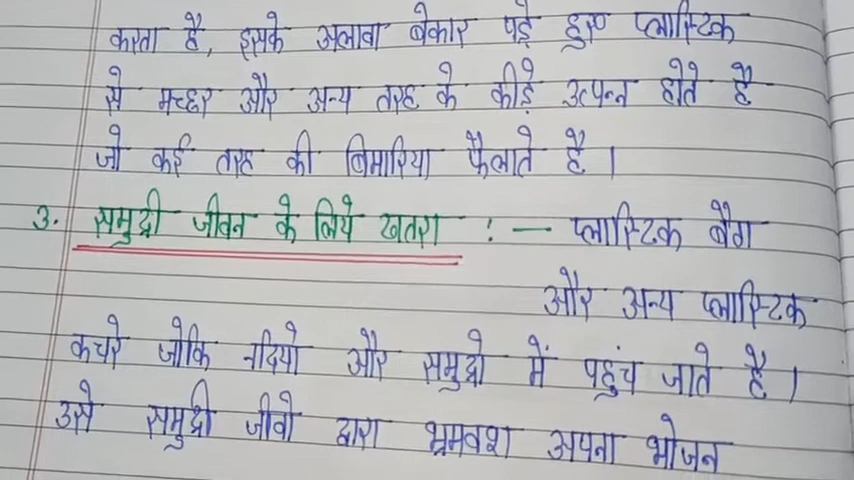 करता है, इसके अलावा बेकार पड़े हुए प्लास्टिक
से मच्छर और अन्य तरह के कीड़े उत्पन्न होते है
जो कई तरह की बिमारिया फैलाते है ।
3. समुद्री जीवन के लिये खतरा :— प्लास्टिक बैग
और अन्य प्लास्टिक
कचरे जोकि नदियो और समुद्रो में पहुंच जाते है ।
उसे समुद्री जीवो द्वारा भ्रमवश अपना भोजन